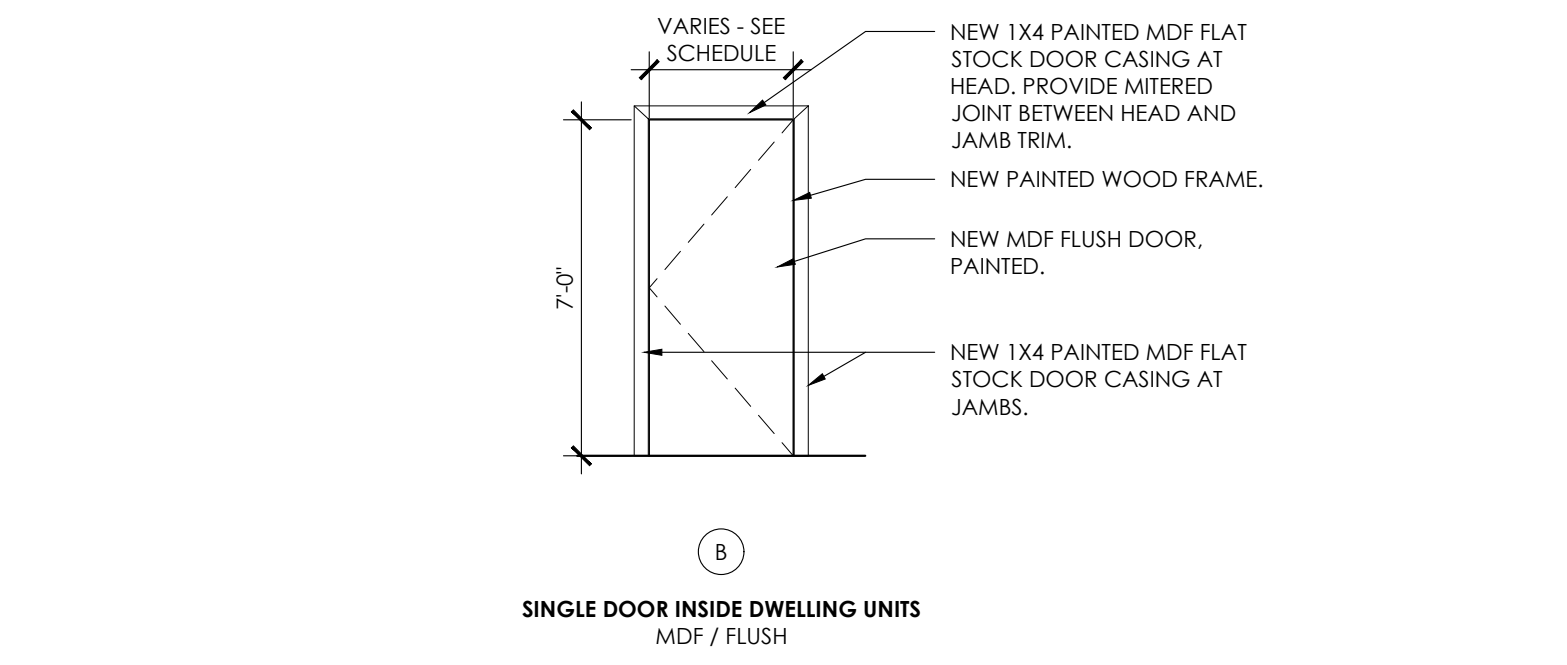 VARIES - SEE
SCHEDULE
NEW 1X4 PAINTED MDF FLAT
STOCK DOOR CASING AT
HEAD. PROVIDE MITERED
JOINT BETWEEN HEAD AND
JAMB TRIM.
NEW PAINTED WOOD FRAME.
NEW MDF FLUSH DOOR,
PAINTED.
7'-0"
NEW 1X4 PAINTED MDF FLAT
STOCK DOOR CASING AT
JAMBS.
B
SINGLE DOOR INSIDE DWELLING UNITS
MDF / FLUSH